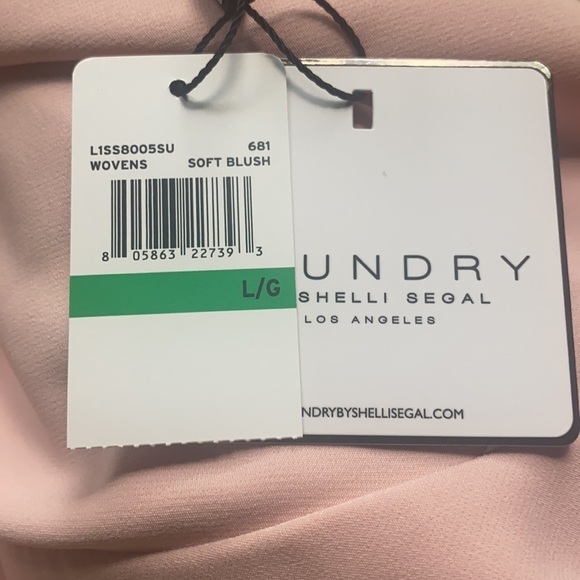 L1SS8005SU 681
WOVENS SOFT BLUSH
8 05863 22739 3
L/G
UNDRY
SHELLI SEGAL
LOS ANGELES
NDRYBYSHELLISEGAL.COM